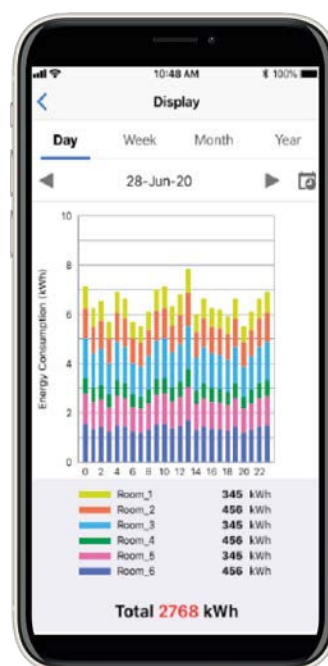 10:48 AM
100%
Display
Day Week Month Year
28-Jun-20
Energy Consumption (kWh)
10
8
6
4
2
0
0 2 4 6 8 10 12 14 16 18 20 22
Room_1 345 kWh
Room_2 456 kWh
Room_3 345 kWh
Room_4 456 kWh
Room_5 345 kWh
Room_6 456 kWh
Total 2768 kWh